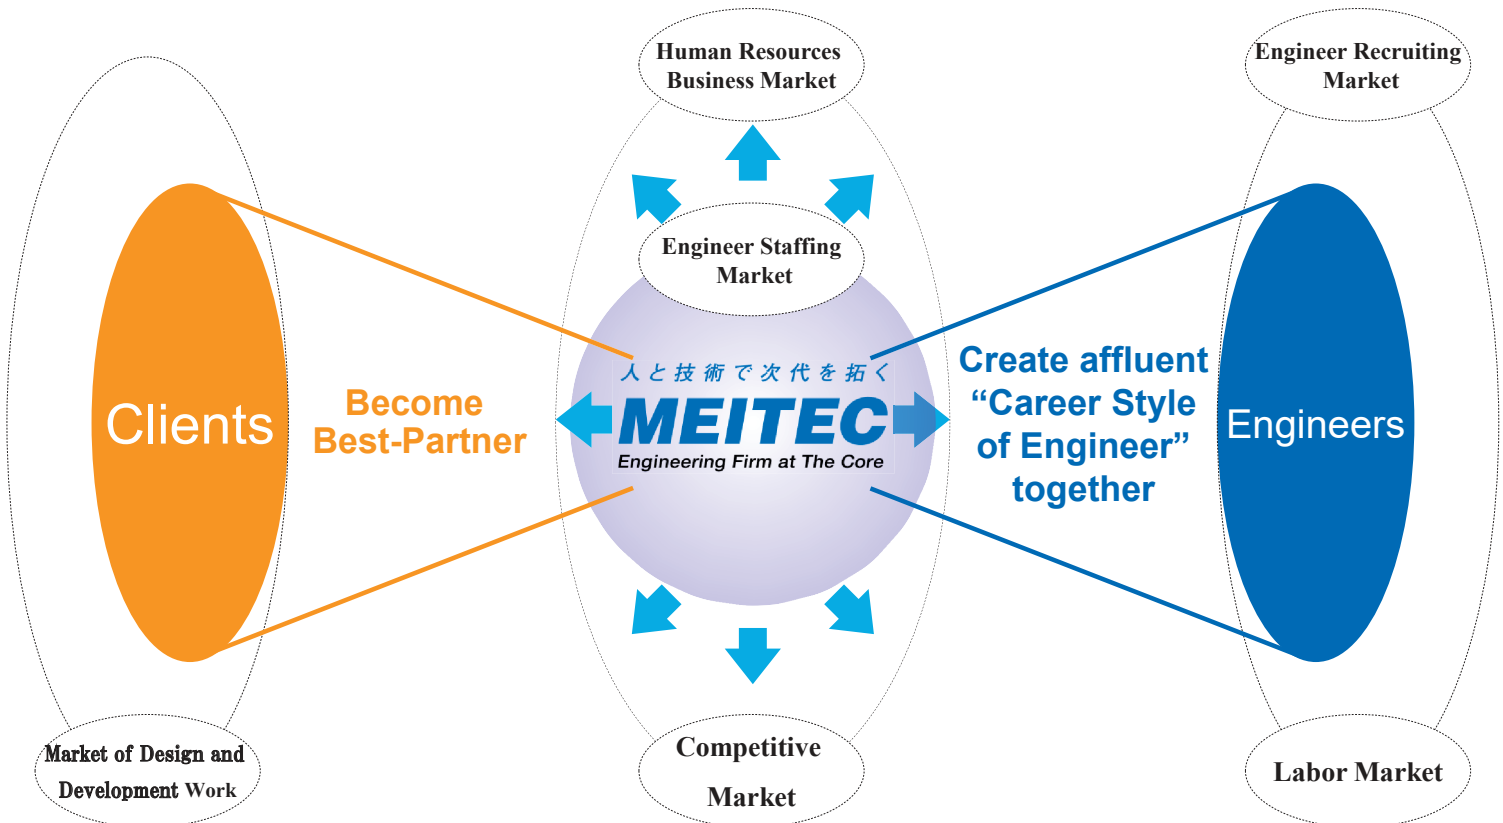 Human Resources
Business Market
Engineer Recruiting
Market
Engineer Staffing
Market
Clients
Become
Best-Partner
人と技術で次代を拓く
MEITEC
Engineering Firm at The Core
Create affluent
“Career Style
of Engineer”
together
Engineers
Market of Design and
Development Work
Competitive
Market
Labor Market